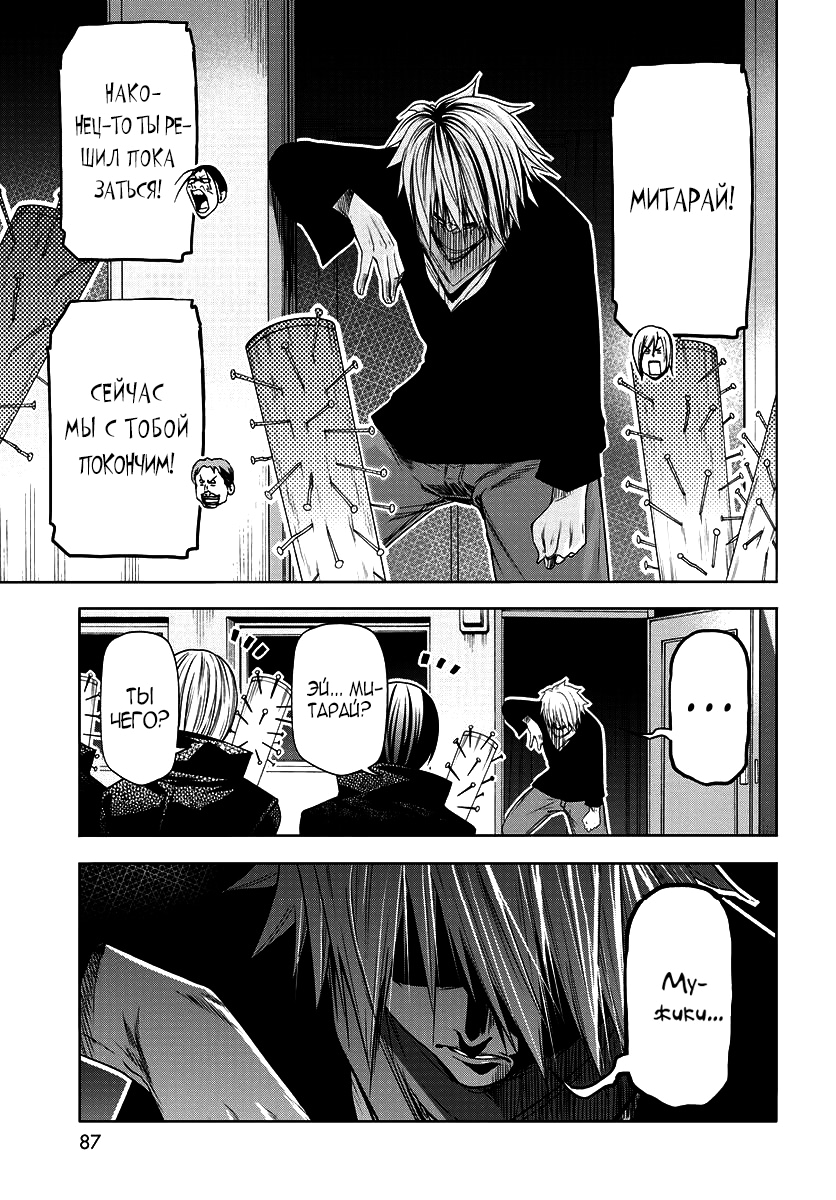 МИТАРАЙ!
НАКО-
НЕЦ-ТО ТЫ РЕ-
ШИЛ ПОКА
ЗАТЬСЯ!
СЕЙЧАС
МЫ С ТОБОЙ
ПОКОНЧИМ!
...
ЭЙ... МИ-
ТАРАЙ?
ТЫ
ЧЕГО?
Му-
жики...
87